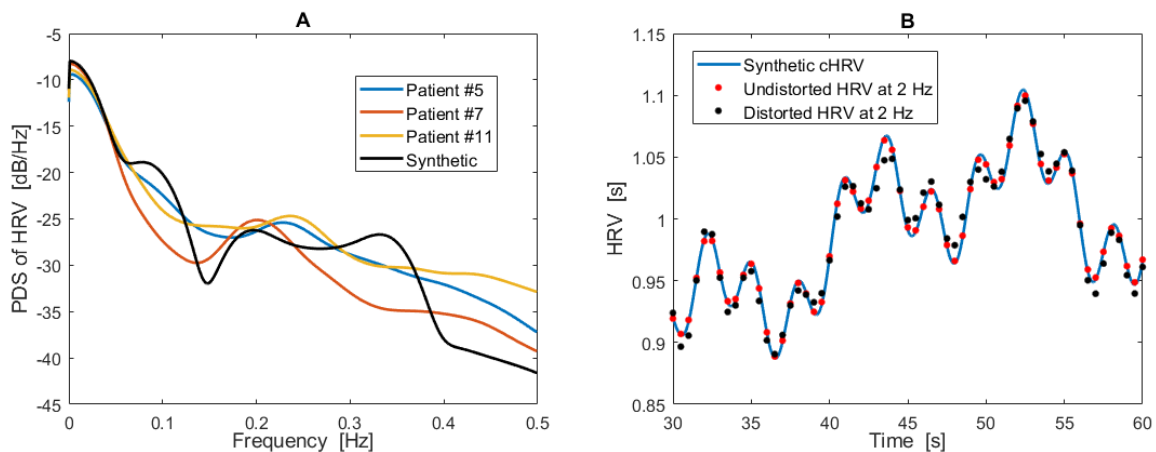 A
PDS of HRV [dB/Hz]
-5
-10
-15
-20
-25
-30
-35
-40
-45
Patient #5
Patient #7
Patient #11
Synthetic
0 0.1 0.2 0.3 0.4 0.5
Frequency [Hz]
B
HRV [s]
1.15
1.1
1.05
1
0.95
0.9
0.85
Synthetic cHRV
Undistorted HRV at 2 Hz
Distorted HRV at 2 Hz
30 35 40 45 50 55 60
Time [s]